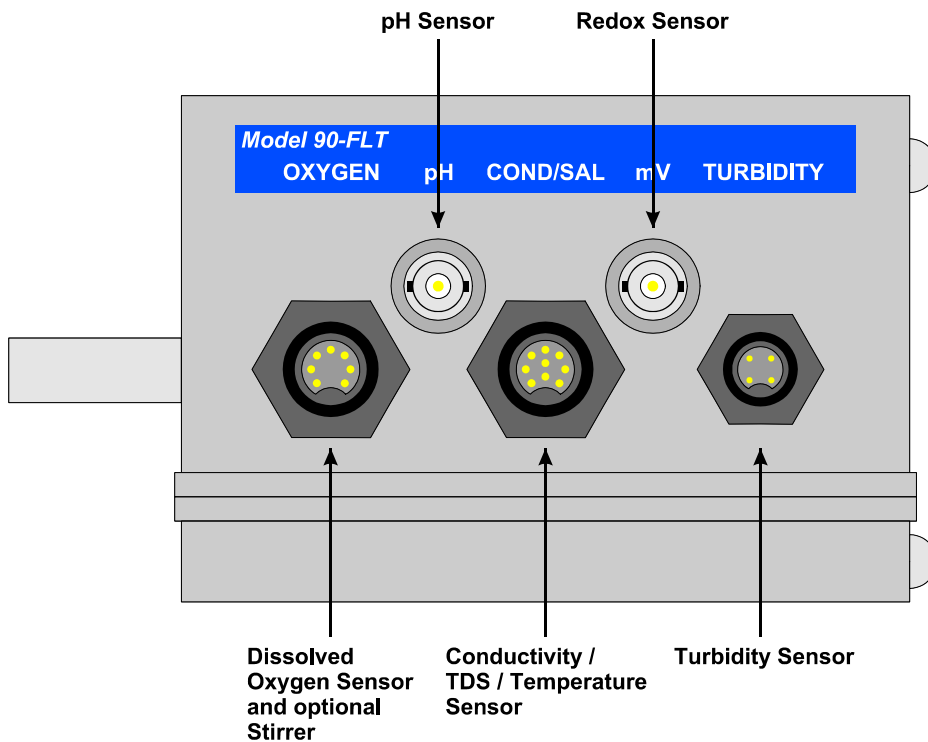 pH Sensor
Redox Sensor
Model 90-FLT
OXYGEN pH COND/SAL mV TURBIDITY
Dissolved
Oxygen Sensor
and optional
Stirrer
Conductivity /
TDS / Temperature
Sensor
Turbidity Sensor